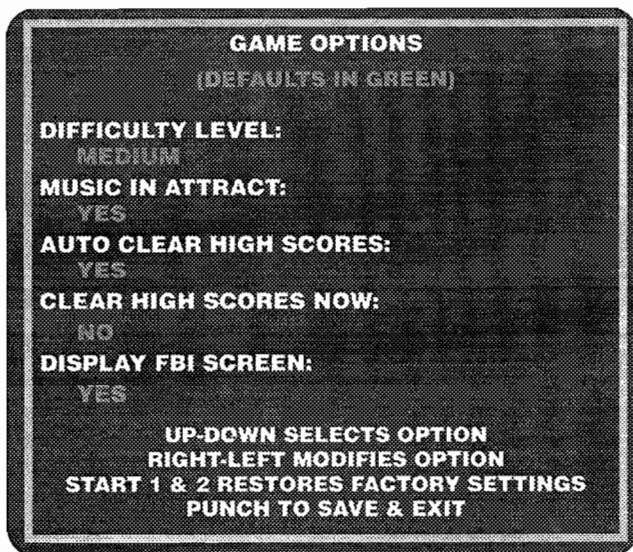 GAME OPTIONS
(DEFAULTS IN GREEN)
DIFFICULTY LEVEL:
MEDIUM
MUSIC IN ATTRACT:
YES
AUTO CLEAR HIGH SCORES:
YES
CLEAR HIGH SCORES NOW:
NO
DISPLAY FBI SCREEN:
YES
UP-DOWN SELECTS OPTION
RIGHT-LEFT MODIFIES OPTION
START 1 & 2 RESTORES FACTORY SETTINGS
PUNCH TO SAVE & EXIT